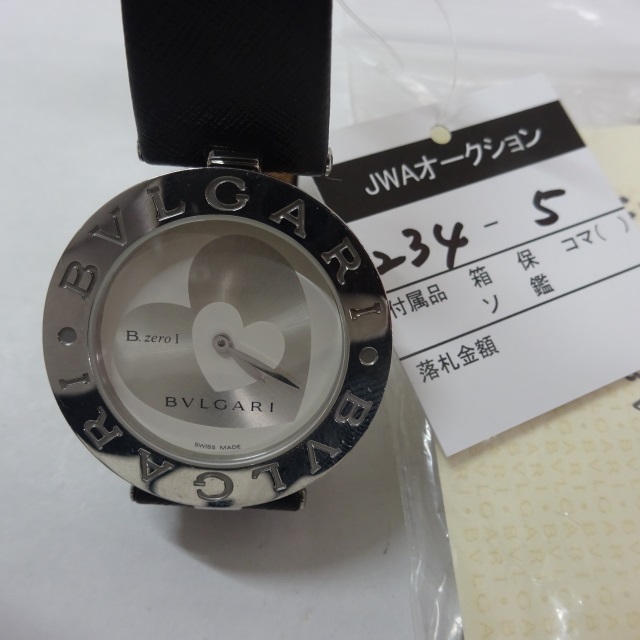 BVLGARI • BVLGARI •
B.zero1
BVLGARI
SWISS MADE
JWAオークション
234 - 5
付属品 箱 保 コマ( )
ソ 鑑
落札金額